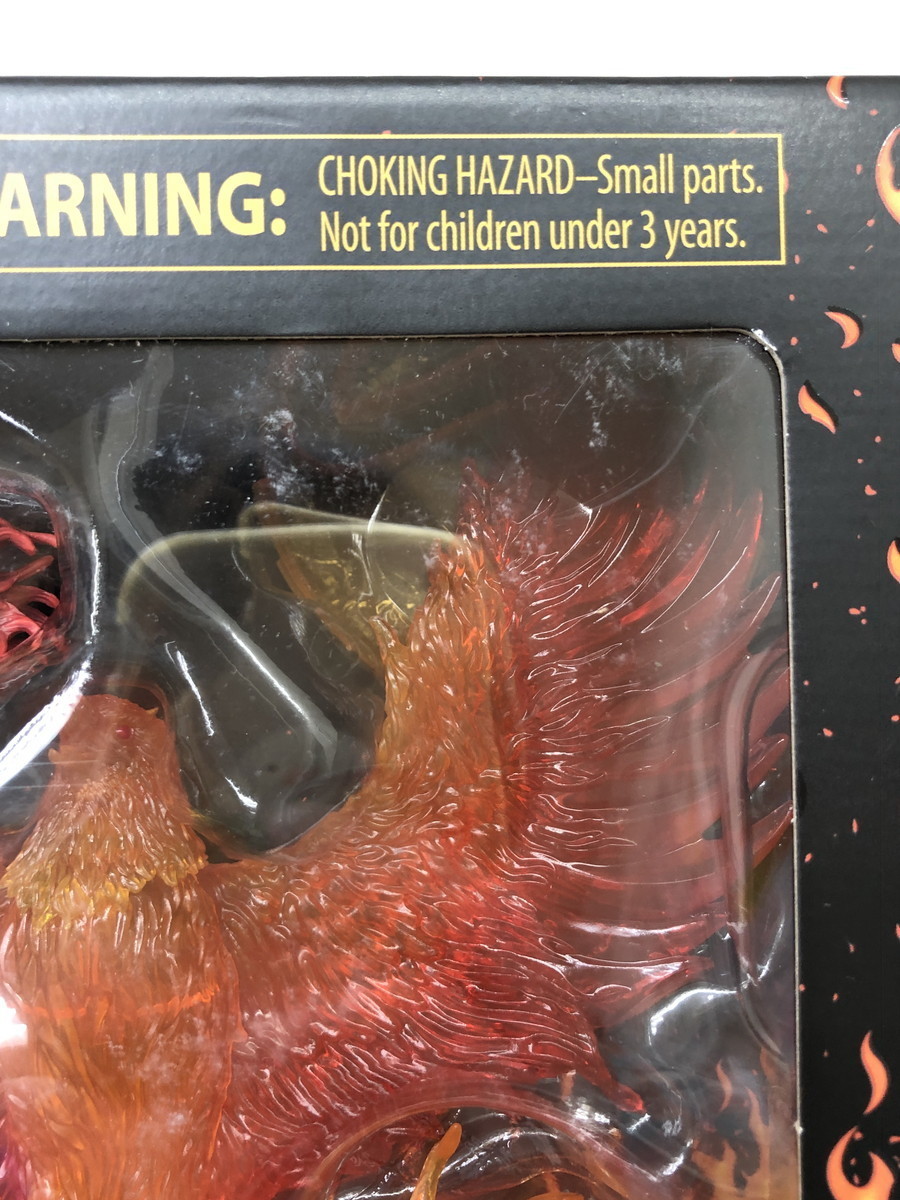 ARNING:
CHOKING HAZARD–Small parts.
Not for children under 3 years.